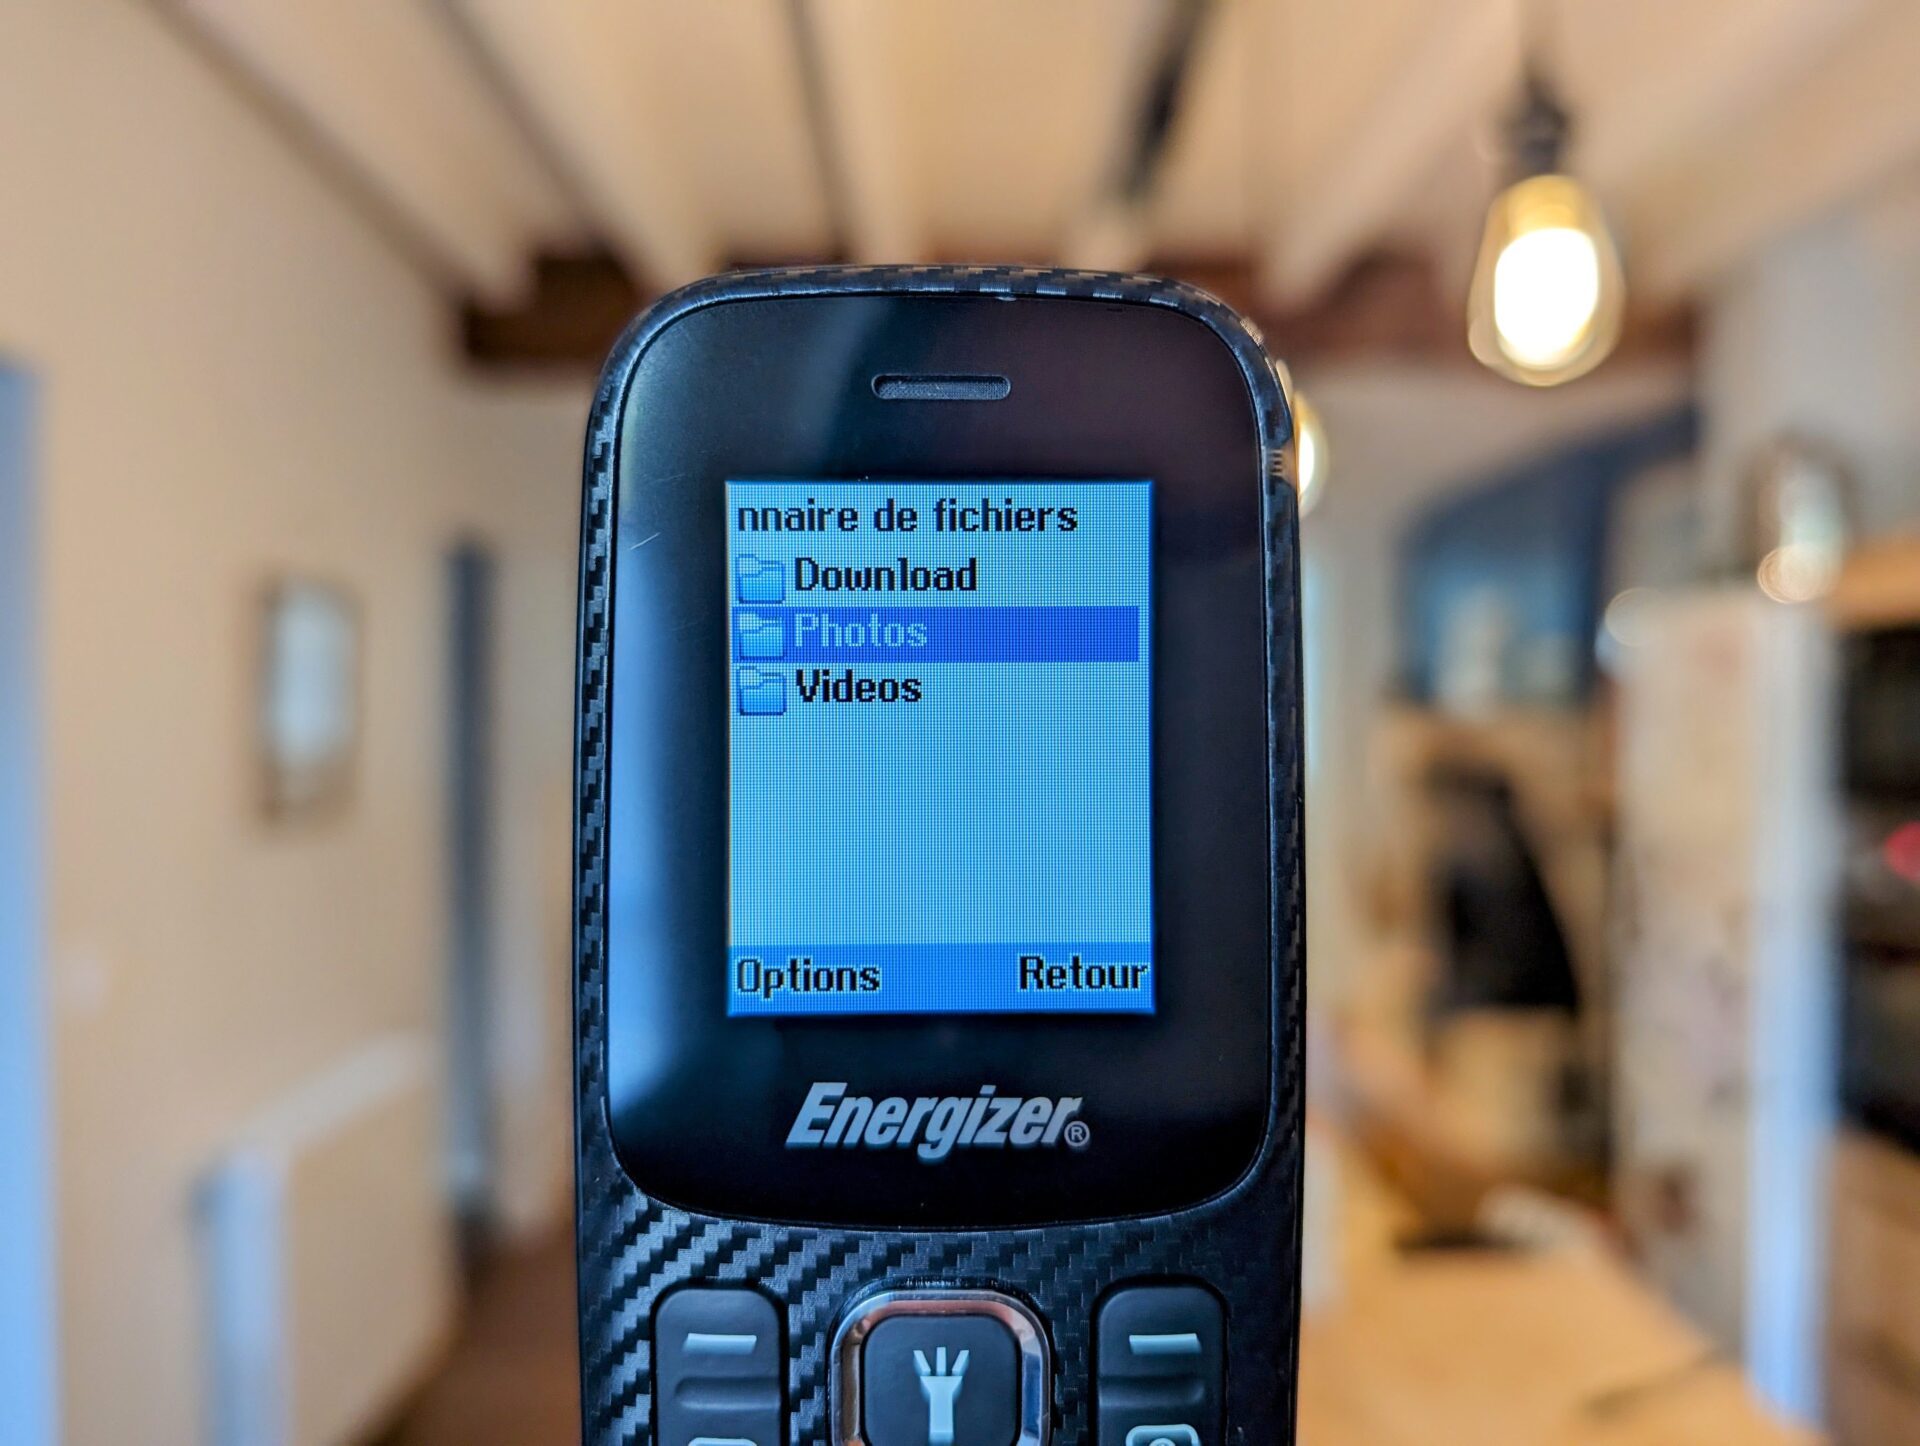 nnaire de fichiers
Download
Photos
Videos
Options Retour
Energizer®